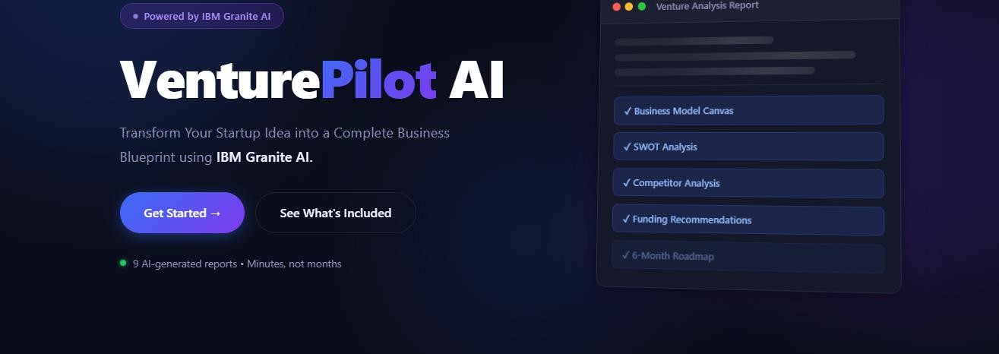 Powered by IBM Granite AI
VenturePilot AI
Transform Your Startup Idea into a Complete Business
Blueprint using IBM Granite AI.
Get Started →
See What's Included
9 AI-generated reports • Minutes, not months
Venture Analysis Report
✓ Business Model Canvas
✓ SWOT Analysis
✓ Competitor Analysis
✓ Funding Recommendations
✓ 6-Month Roadmap